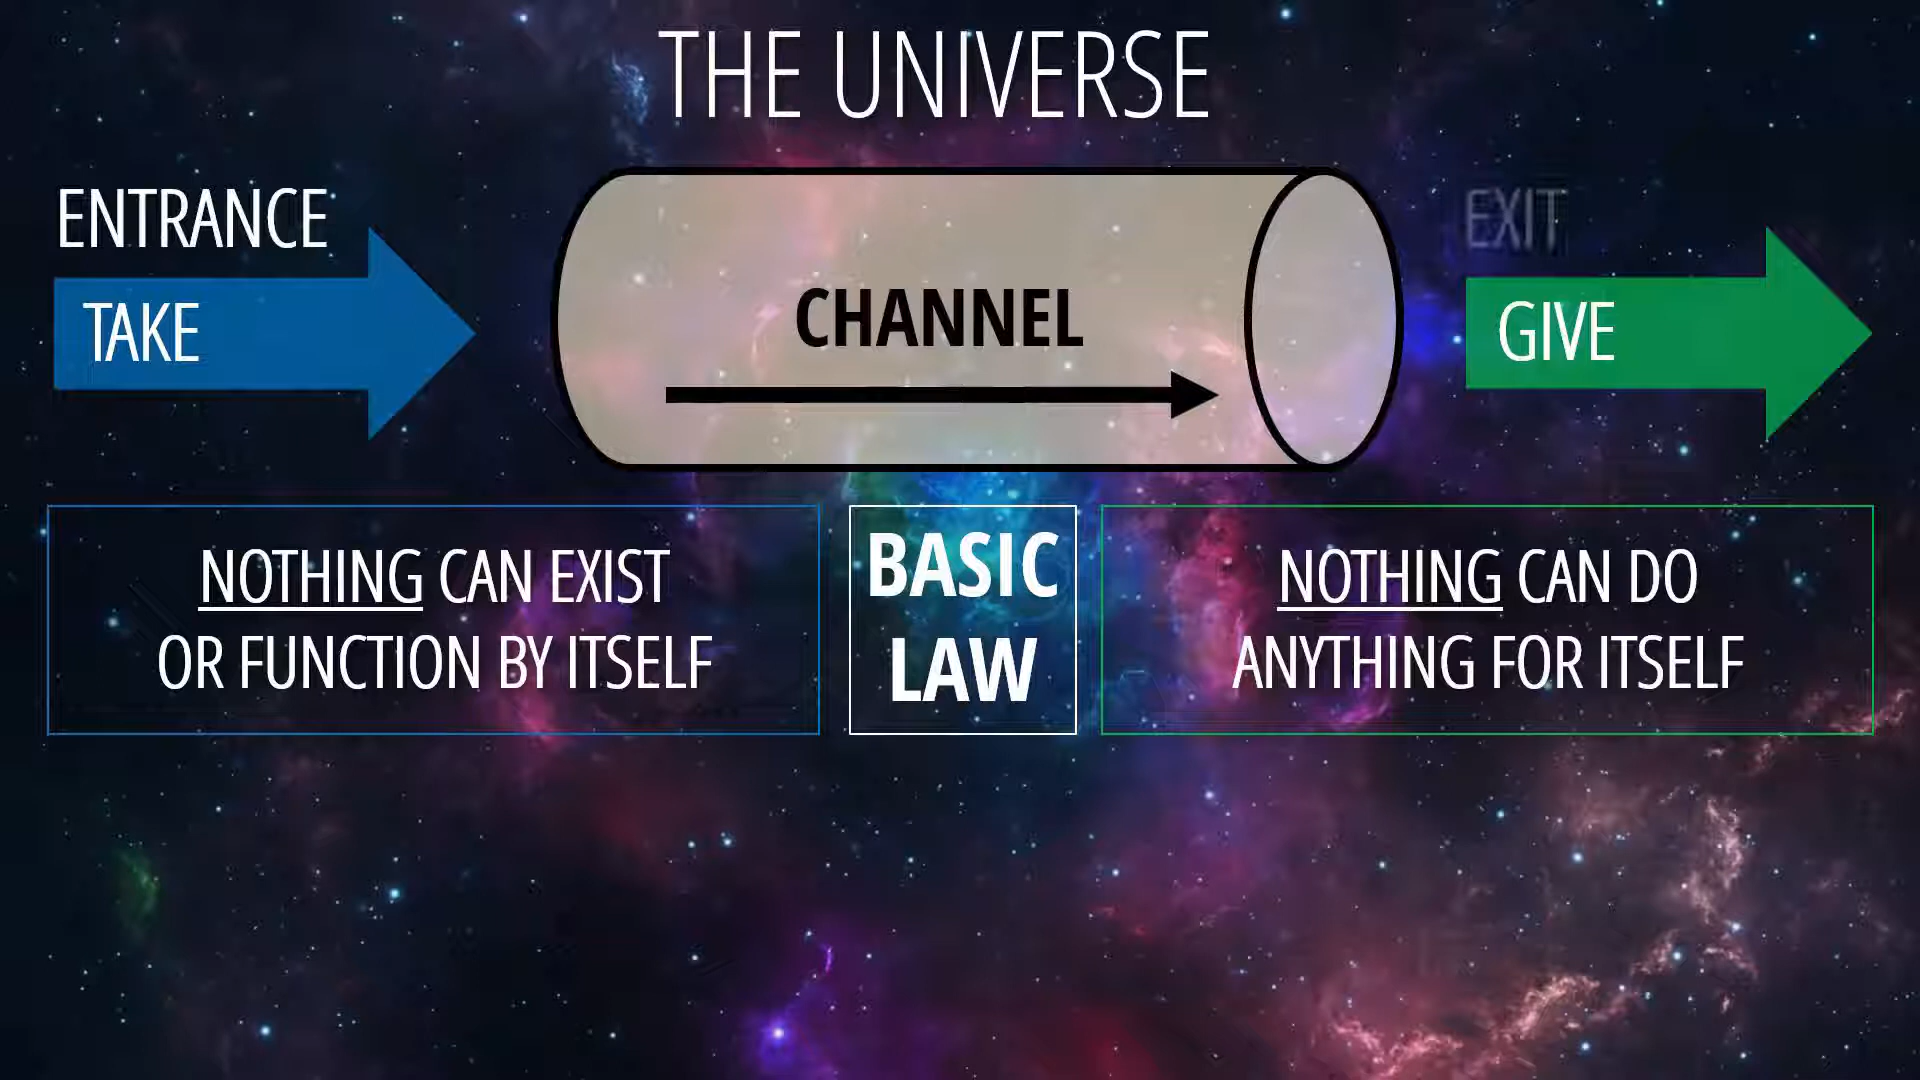 THE UNIVERSE
ENTRANCE
EXIT
TAKE
CHANNEL
GIVE
NOTHING CAN EXIST
OR FUNCTION BY ITSELF
BASIC
LAW
NOTHING CAN DO
ANYTHING FOR ITSELF